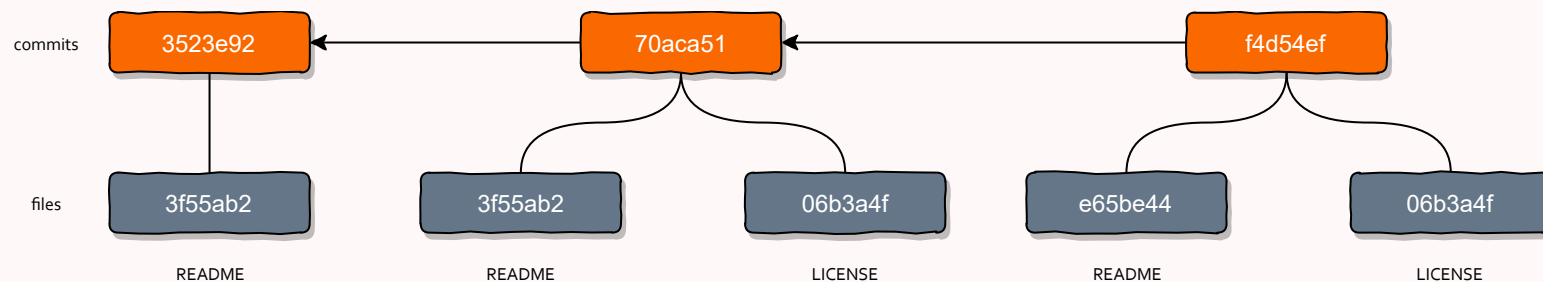 commits 3523e92 70aca51 f4d54ef
files 3f55ab2 3f55ab2 06b3a4f e65be44 06b3a4f
README README LICENSE README LICENSE